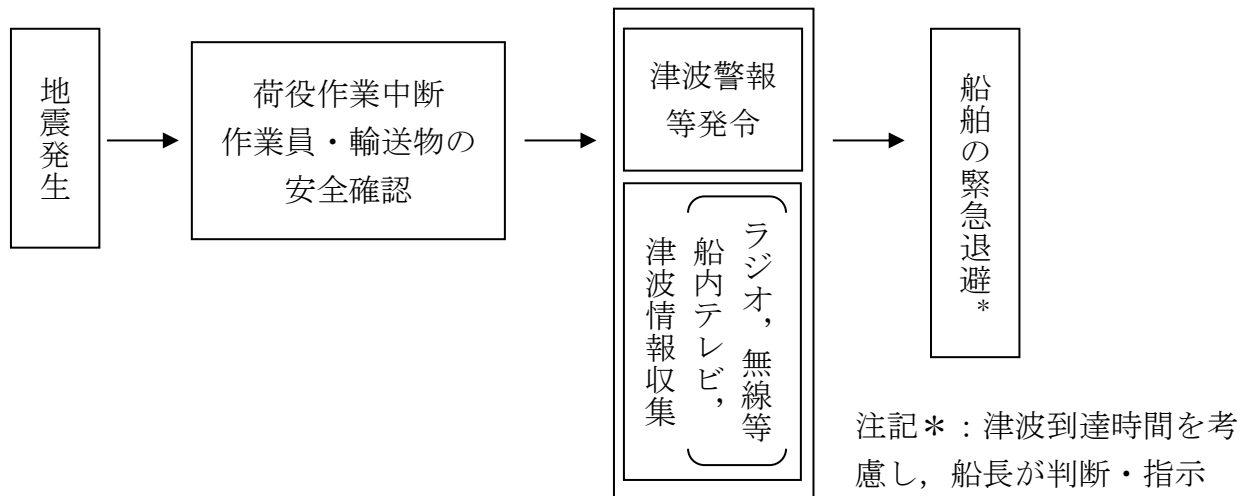 地震発生
荷役作業中断
作業員・輸送物の
安全確認
津波警報
等発令
ラジオ,無線等
船内テレビ,
津波情報収集
船舶の緊急退避*
注記*:津波到達時間を考
慮し,船長が判断・指示